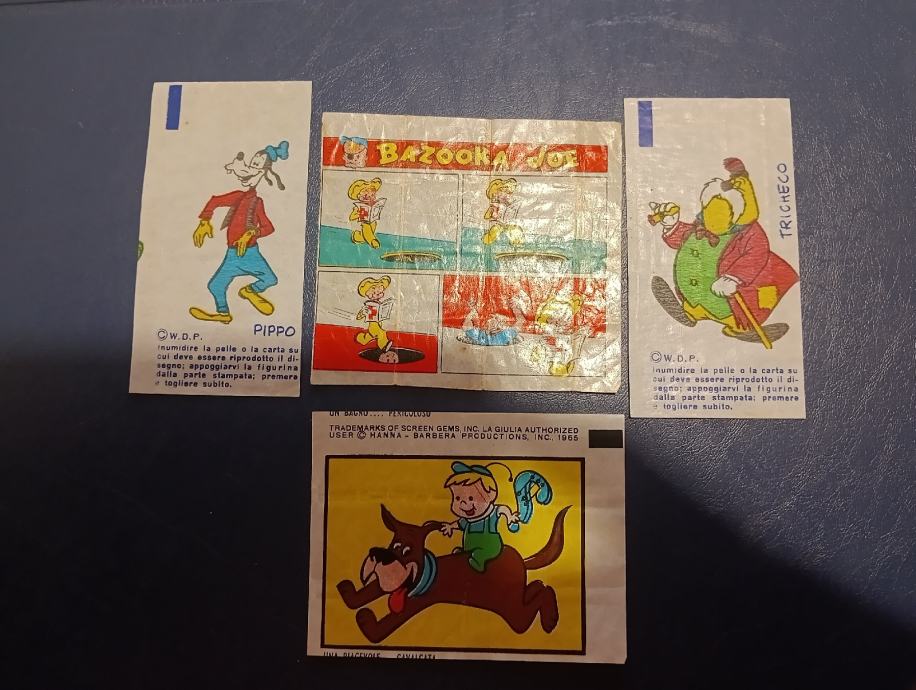 PIPPO
©W.D.P.
Inumidire la pelle o la carta su
cui deve essere riprodotto il di-
segno; appoggiarvi la figurina
dalla parte stampata; premere
e togliere subito.
BAZOOKA JOE
TRICHECO
©W.D.P.
Inumidire la pelle o la carta su
cui deve essere riprodotto il di-
segno; appoggiarvi la figurina
dalla parte stampata; premere
e togliere subito.
UN BAGNO.... PERICOLOSO
TRADEMARKS OF SCREEN GEMS, INC. LA GIULIA AUTHORIZED
USER © HANNA - BARBERA PRODUCTIONS, INC. 1965
UNA PIACEVOLE... CAVALCATA